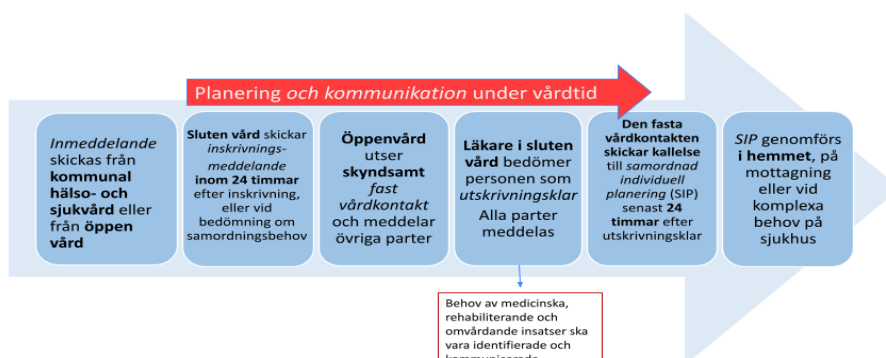 Planering och kommunikation under vårdtid
Inmeddelande
skickas från
kommunal
hälso- och
sjukvård eller
från öppen
vård
Sluten vård skickar
inskrivnings-
meddelande
inom 24 timmar
efter inskrivning,
eller vid
bedömning om
samordningsbehov
Öppenvård
utser
skyndsamt
fast
vårdkontakt
och meddelar
övriga parter
Läkare i sluten
vård bedömer
personen som
utskrivningsklar
Alla parter
meddelas
Den fasta
vårdkontakten
skickar kallelse
till samordnad
individuell
planering (SIP)
senast 24
timmar efter
utskrivningsklar
SIP genomförs
i hemmet, på
mottagning
eller vid
komplexa
behov på
sjukhus
Behov av medicinska,
rehabiliterande och
omvårdande insatser ska
vara identifierade och